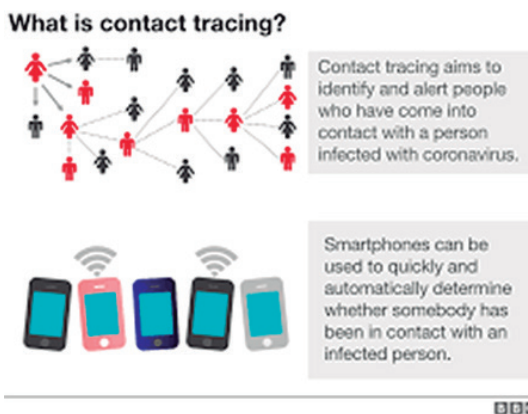 What is contact tracing?
Contact tracing aims to
identify and alert people
who have come into
contact with a person
infected with coronavirus.
Smartphones can be
used to quickly and
automatically determine
whether somebody has
been in contact with an
infected person.